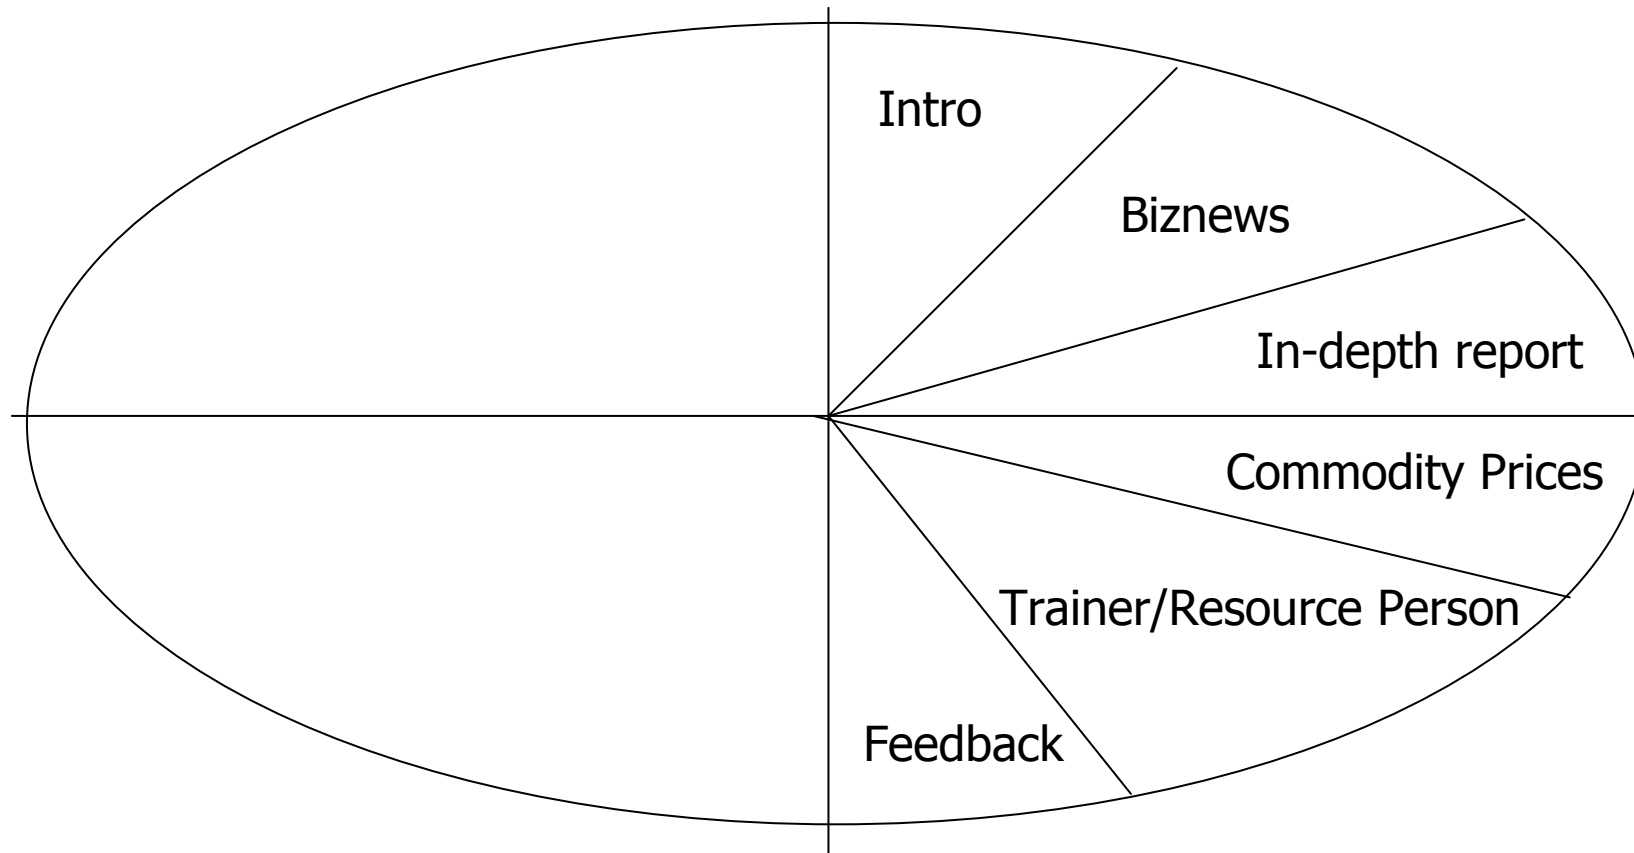 Intro
Biznews
In-depth report
Commodity Prices
Trainer/Resource Person
Feedback